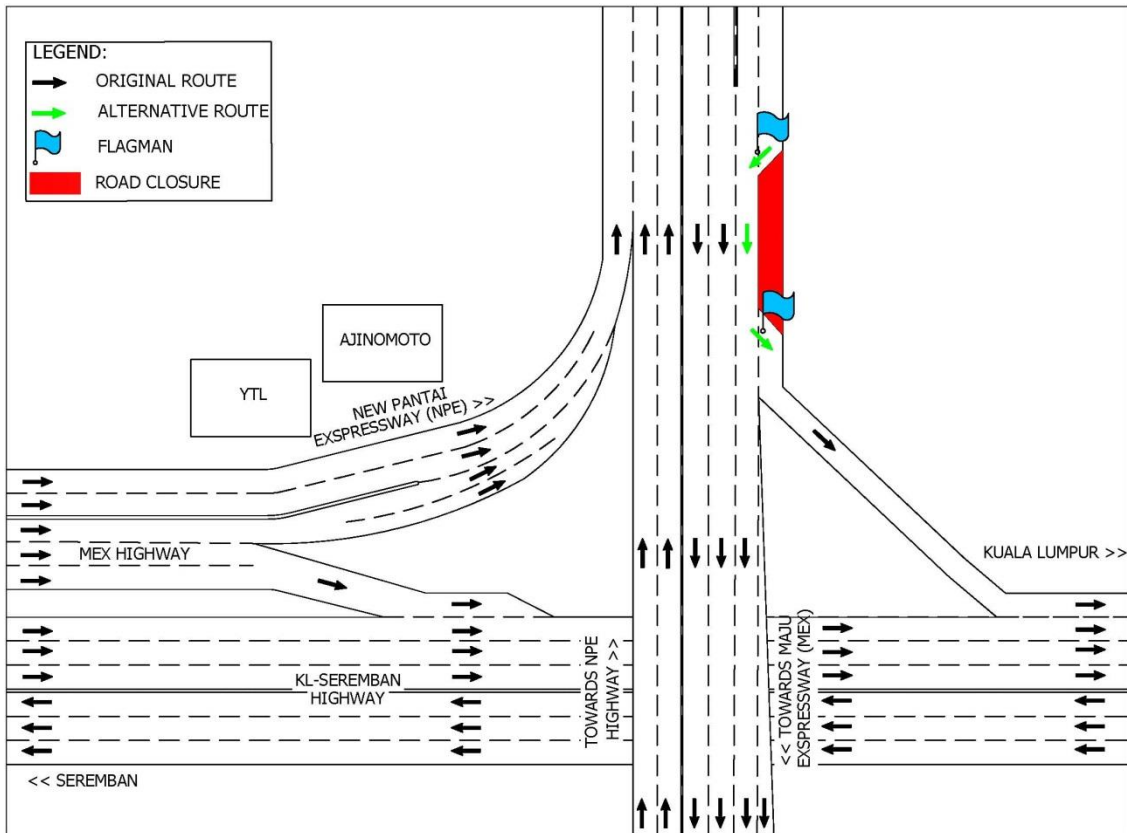 LEGEND:
ORIGINAL ROUTE
ALTERNATIVE ROUTE
FLAGMAN
ROAD CLOSURE
AJINOMOTO
YTL
NEW PANTAI
EXSPRESSWAY (NPE) >>
MEX HIGHWAY
KUALA LUMPUR >>
KL-SEREMBAN
HIGHWAY
TOWARDS NPE
HIGHWAY >>
<< TOWARDS MAJU
EXSPRESSWAY (MEX)
<< SEREMBAN